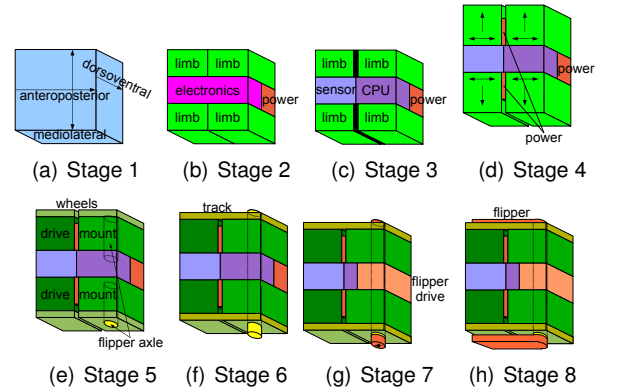 dorsoventral
anteroposterior
mediolateral
(a) Stage 1
limb limb
electronics
power
limb limb
(b) Stage 2
limb limb
sensor CPU
power
limb limb
(c) Stage 3
power
power
(d) Stage 4
wheels
drive mount
drive mount
flipper axle
(e) Stage 5
track
(f) Stage 6
flipper
drive
(g) Stage 7
flipper
(h) Stage 8